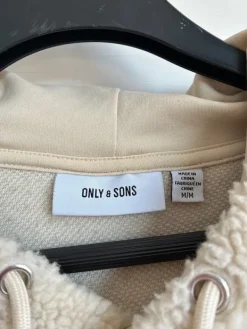 ONLY & SONS
MADE IN
CHINA
FABRIQUÉ EN
CHINE
M/M